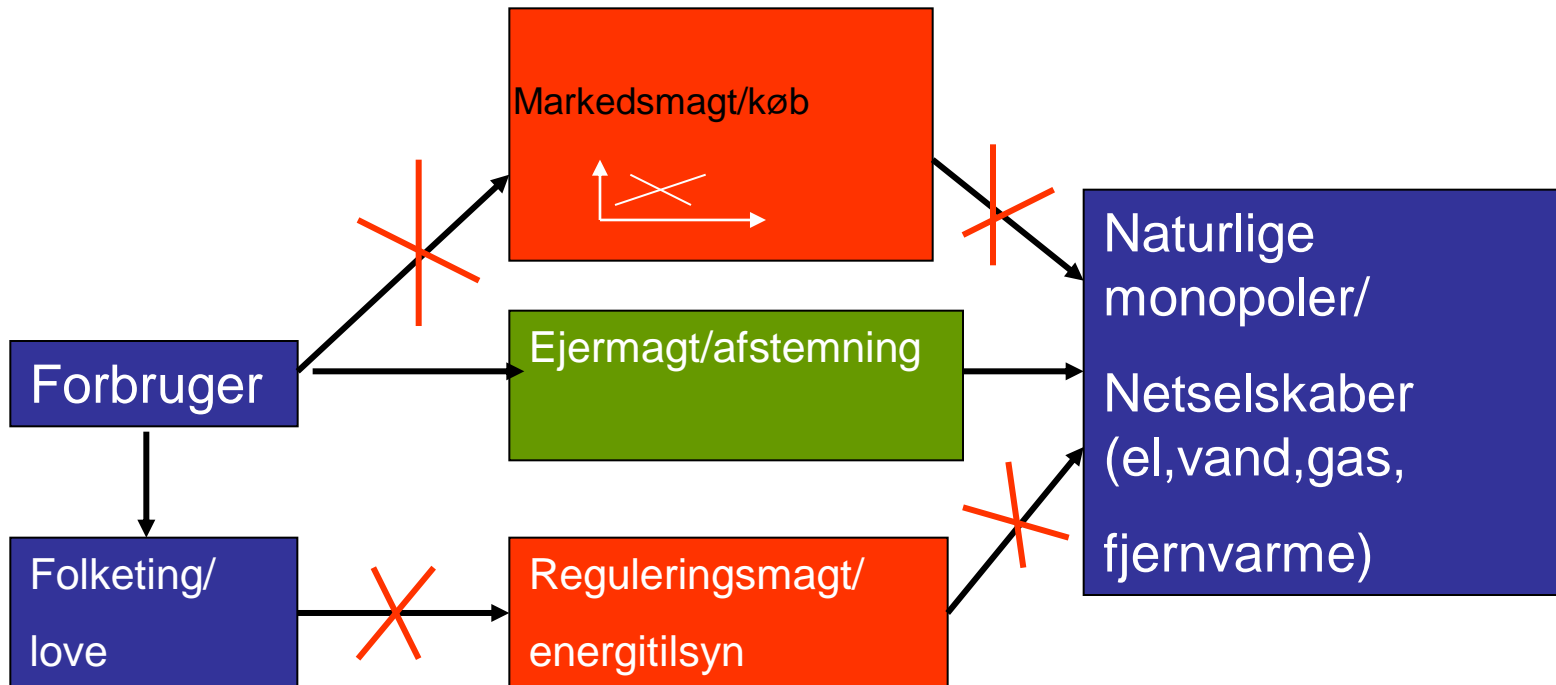 Markedsmagt/køb
Naturlige
monopoler/
Netselskaber
(el,vand,gas,
fjernvarme)
Ejermagt/afstemning
Forbruger
Folketing/
love
Reguleringsmagt/
energitilsyn